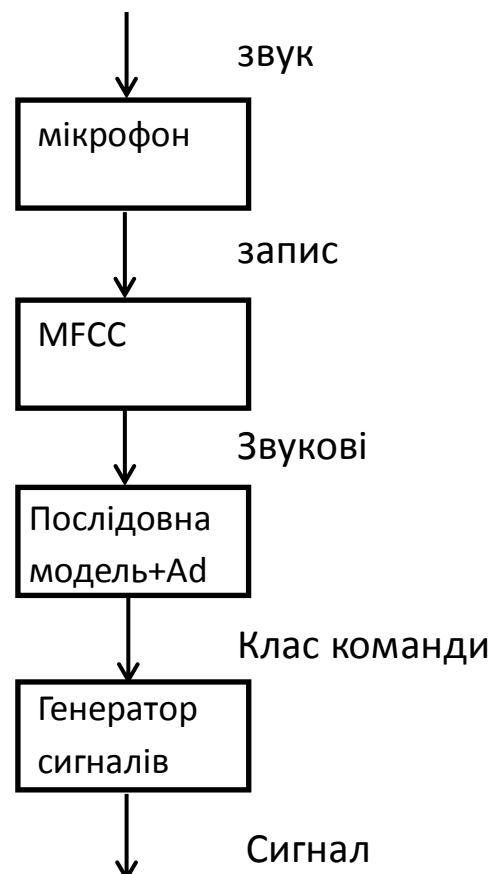 звук
мікрофон
запис
MFCC
Звукові
Послідовна
модель+Ad
Клас команди
Генератор
сигналів
Сигнал